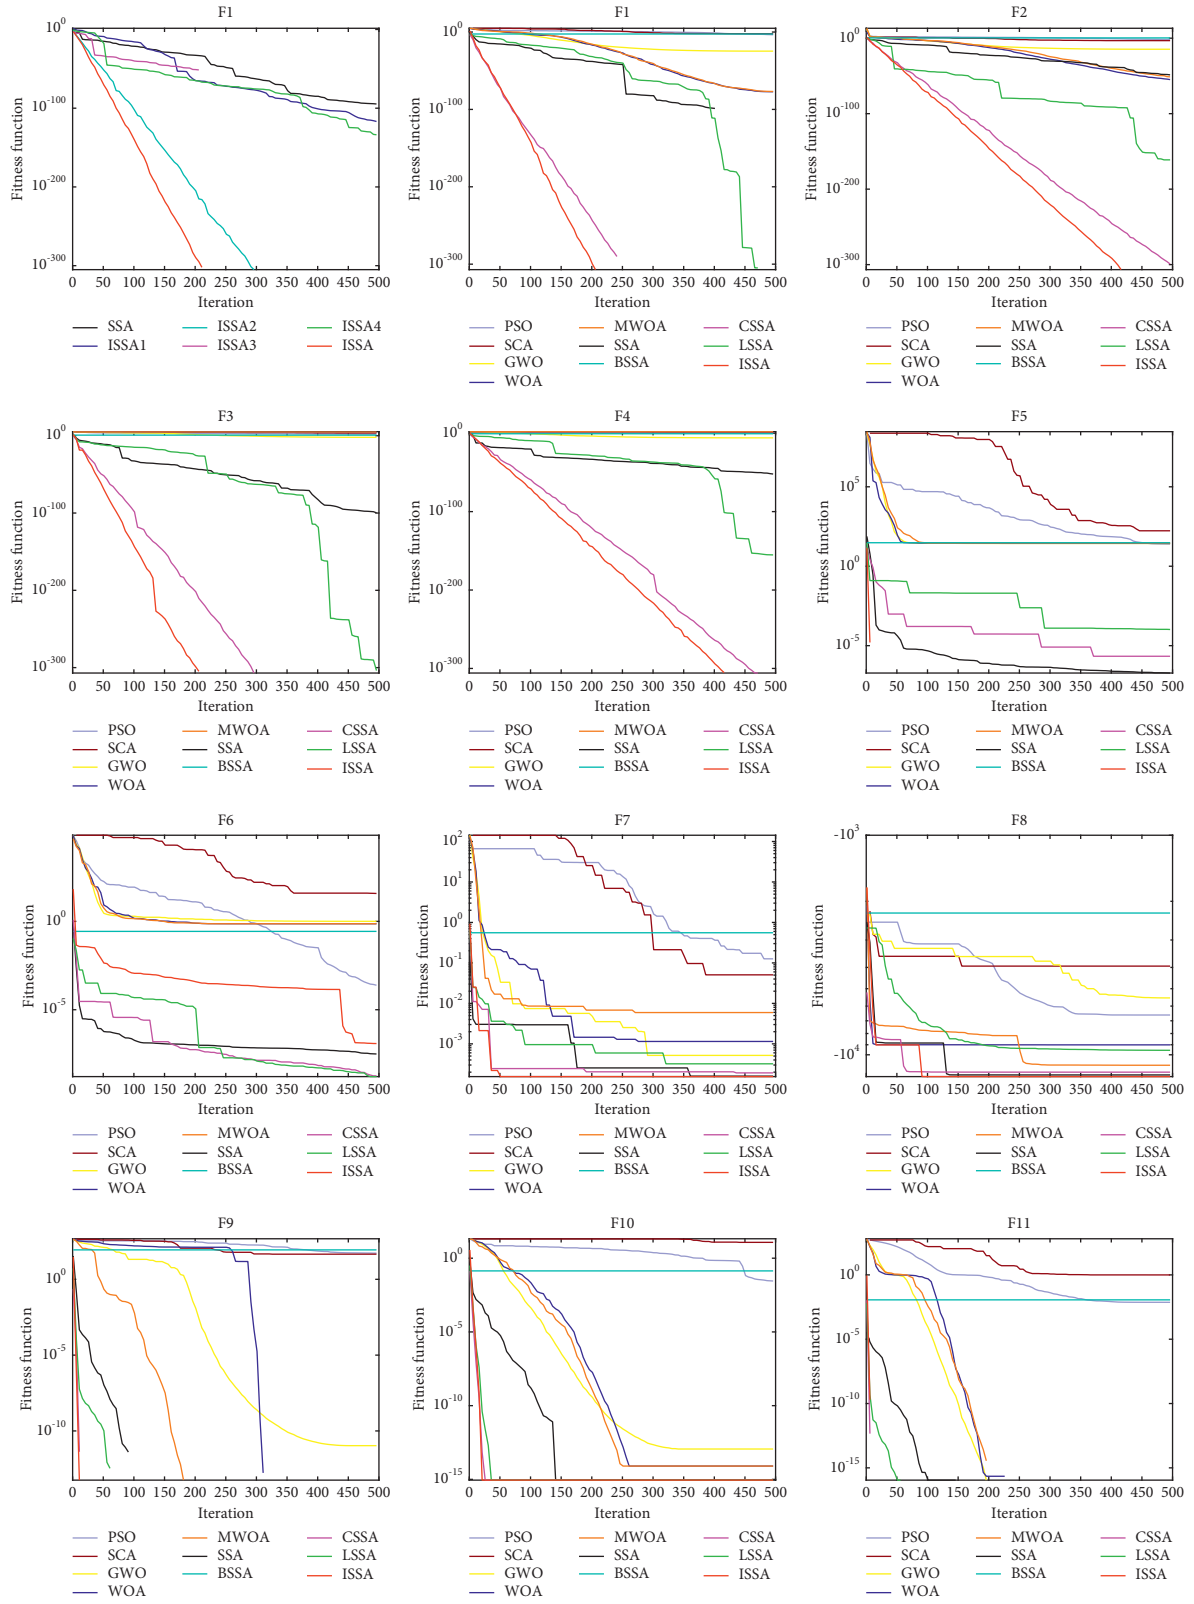 F1
10^0
10^-100
10^-200
10^-300
Fitness function
0 50 100 150 200 250 300 350 400 450 500
Iteration
SSA ISSA2 ISSA4
ISSA1 ISSA3 ISSA
F1
10^0
10^-100
10^-200
10^-300
Fitness function
0 50 100 150 200 250 300 350 400 450 500
Iteration
PSO MWOA CSSA
SCA SSA LSSA
GWO BSSA ISSA
WOA
F2
10^0
10^-100
10^-200
10^-300
Fitness function
0 50 100 150 200 250 300 350 400 450 500
Iteration
PSO MWOA CSSA
SCA SSA LSSA
GWO BSSA ISSA
WOA
F3
10^0
10^-100
10^-200
10^-300
Fitness function
0 50 100 150 200 250 300 350 400 450 500
Iteration
PSO MWOA CSSA
SCA SSA LSSA
GWO BSSA ISSA
WOA
F4
10^0
10^-100
10^-200
10^-300
Fitness function
0 50 100 150 200 250 300 350 400 450 500
Iteration
PSO MWOA CSSA
SCA SSA LSSA
GWO BSSA ISSA
WOA
F5
10^5
10^0
10^-5
Fitness function
0 50 100 150 200 250 300 350 400 450 500
Iteration
PSO MWOA CSSA
SCA SSA LSSA
GWO BSSA ISSA
WOA
F6
10^0
10^-5
Fitness function
0 50 100 150 200 250 300 350 400 450 500
Iteration
PSO MWOA CSSA
SCA SSA LSSA
GWO BSSA ISSA
WOA
F7
10^2
10^1
10^0
10^-1
10^-2
10^-3
Fitness function
0 50 100 150 200 250 300 350 400 450 500
Iteration
PSO MWOA CSSA
SCA SSA LSSA
GWO BSSA ISSA
WOA
F8
-10^3
-10^4
Fitness function
0 50 100 150 200 250 300 350 400 450 500
Iteration
PSO MWOA CSSA
SCA SSA LSSA
GWO BSSA ISSA
WOA
F9
10^0
10^-5
10^-10
Fitness function
0 50 100 150 200 250 300 350 400 450 500
Iteration
PSO MWOA CSSA
SCA SSA LSSA
GWO BSSA ISSA
WOA
F10
10^0
10^-5
10^-10
10^-15
Fitness function
0 50 100 150 200 250 300 350 400 450 500
Iteration
PSO MWOA CSSA
SCA SSA LSSA
GWO BSSA ISSA
WOA
F11
10^0
10^-5
10^-10
10^-15
Fitness function
0 50 100 150 200 250 300 350 400 450 500
Iteration
PSO MWOA CSSA
SCA SSA LSSA
GWO BSSA ISSA
WOA